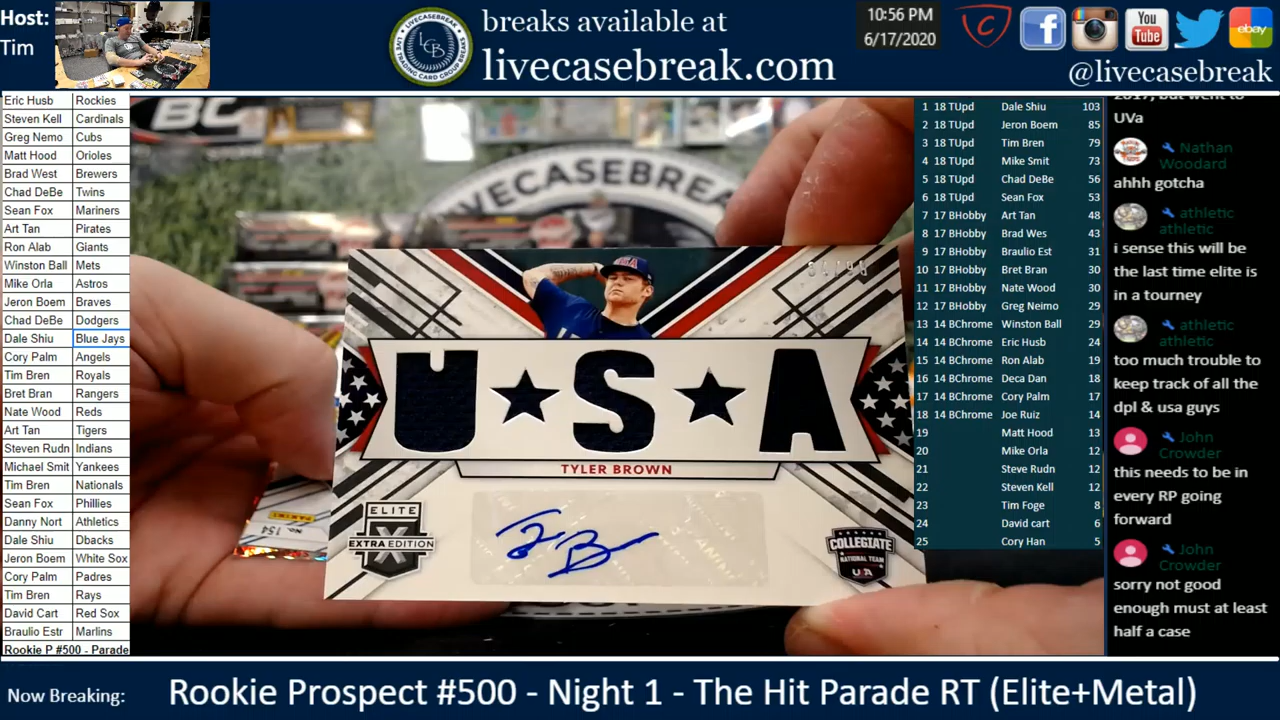 Host:
Tim
LCB
LIVECASEBREAK
breaks available at
livecasebreak.com
10:56 PM
6/17/2020
You
Tube
ebay
@livecasebreak
Eric Husb Rockies
Steven Kell Cardinals
Greg Nemo Cubs
Matt Hood Orioles
Brad West Brewers
Chad DeBe Twins
Sean Fox Mariners
Art Tan Pirates
Ron Alab Giants
Winston Ball Mets
Mike Orla Astros
Jeron Boem Braves
Chad DeBe Dodgers
Dale Shiu Blue Jays
Cory Palm Angels
Tim Bren Royals
Bret Bran Rangers
Nate Wood Reds
Art Tan Tigers
Steven Rudn Indians
Michael Smit Yankees
Tim Bren Nationals
Sean Fox Phillies
Danny Nort Athletics
Dale Shiu Dbacks
Jeron Boem White Sox
Cory Palm Padres
Tim Bren Rays
David Cart Red Sox
Braulio Estr Marlins
Rookie P #500 - Parade
LIVECASEBREAK
USA
U★S★A
TYLER BROWN
ELITE
X
EXTRA EDITION
COLLEGIATE
NATIONAL TEAM
USA
No. 154
1 18 TUpd Dale Shiu 103
2 18 TUpd Jeron Boem 85
3 18 TUpd Tim Bren 79
4 18 TUpd Mike Smit 73
5 18 TUpd Chad DeBe 56
6 18 TUpd Sean Fox 53
7 17 BHobby Art Tan 48
8 17 BHobby Brad Wes 43
9 17 BHobby Braulio Est 31
10 17 BHobby Bret Bran 30
11 17 BHobby Nate Wood 30
12 17 BHobby Greg Neimo 29
13 14 BChrome Winston Ball 29
14 14 BChrome Eric Husb 24
15 14 BChrome Ron Alab 19
16 14 BChrome Deca Dan 18
17 14 BChrome Cory Palm 17
18 14 BChrome Joe Ruiz 14
19 Matt Hood 13
20 Mike Orla 12
21 Steve Rudn 12
22 Steven Kell 12
23 Tim Foge 8
24 David cart 6
25 Cory Han 5
2017, but went to
UVa
Nathan
Woodard
ahhh gotcha
athletic
athletic
i sense this will be
the last time elite is
in a tourney
athletic
athletic
too much trouble to
keep track of all the
dpl & usa guys
John
Crowder
this needs to be in
every RP going
forward
John
Crowder
sorry not good
enough must at least
half a case
Now Breaking:
Rookie Prospect #500 - Night 1 - The Hit Parade RT (Elite+Metal)